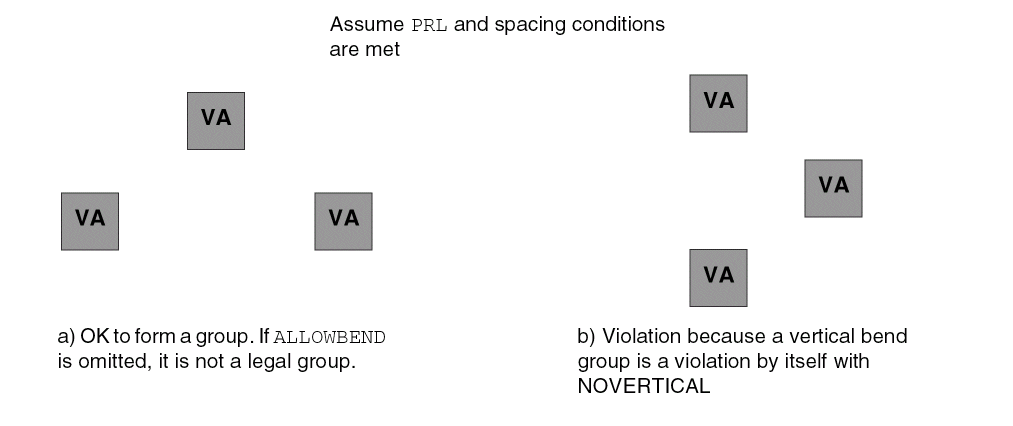 Assume PRL and spacing conditions
are met
VA
VA
VA
a) OK to form a group. If ALLOWBEND
is omitted, it is not a legal group.
VA
VA
VA
b) Violation because a vertical bend
group is a violation by itself with
NOVERTICAL